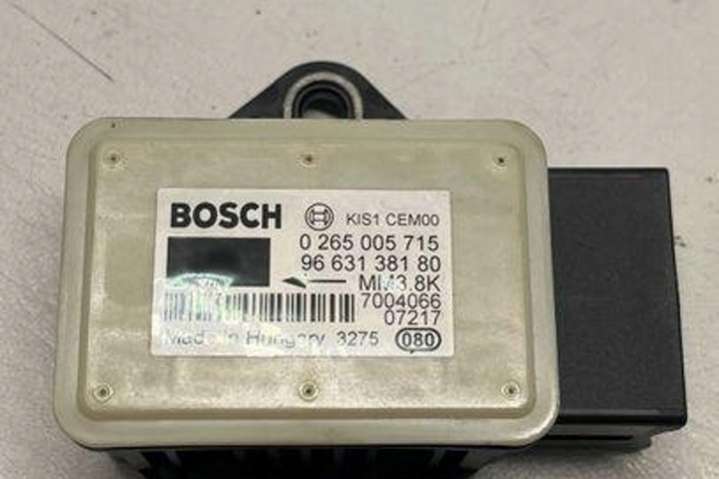 BOSCH KIS1 CEM00
0 265 005 715
96 631 381 80
MM3.8K
7004066
07217
Made in Hungary 3275 080